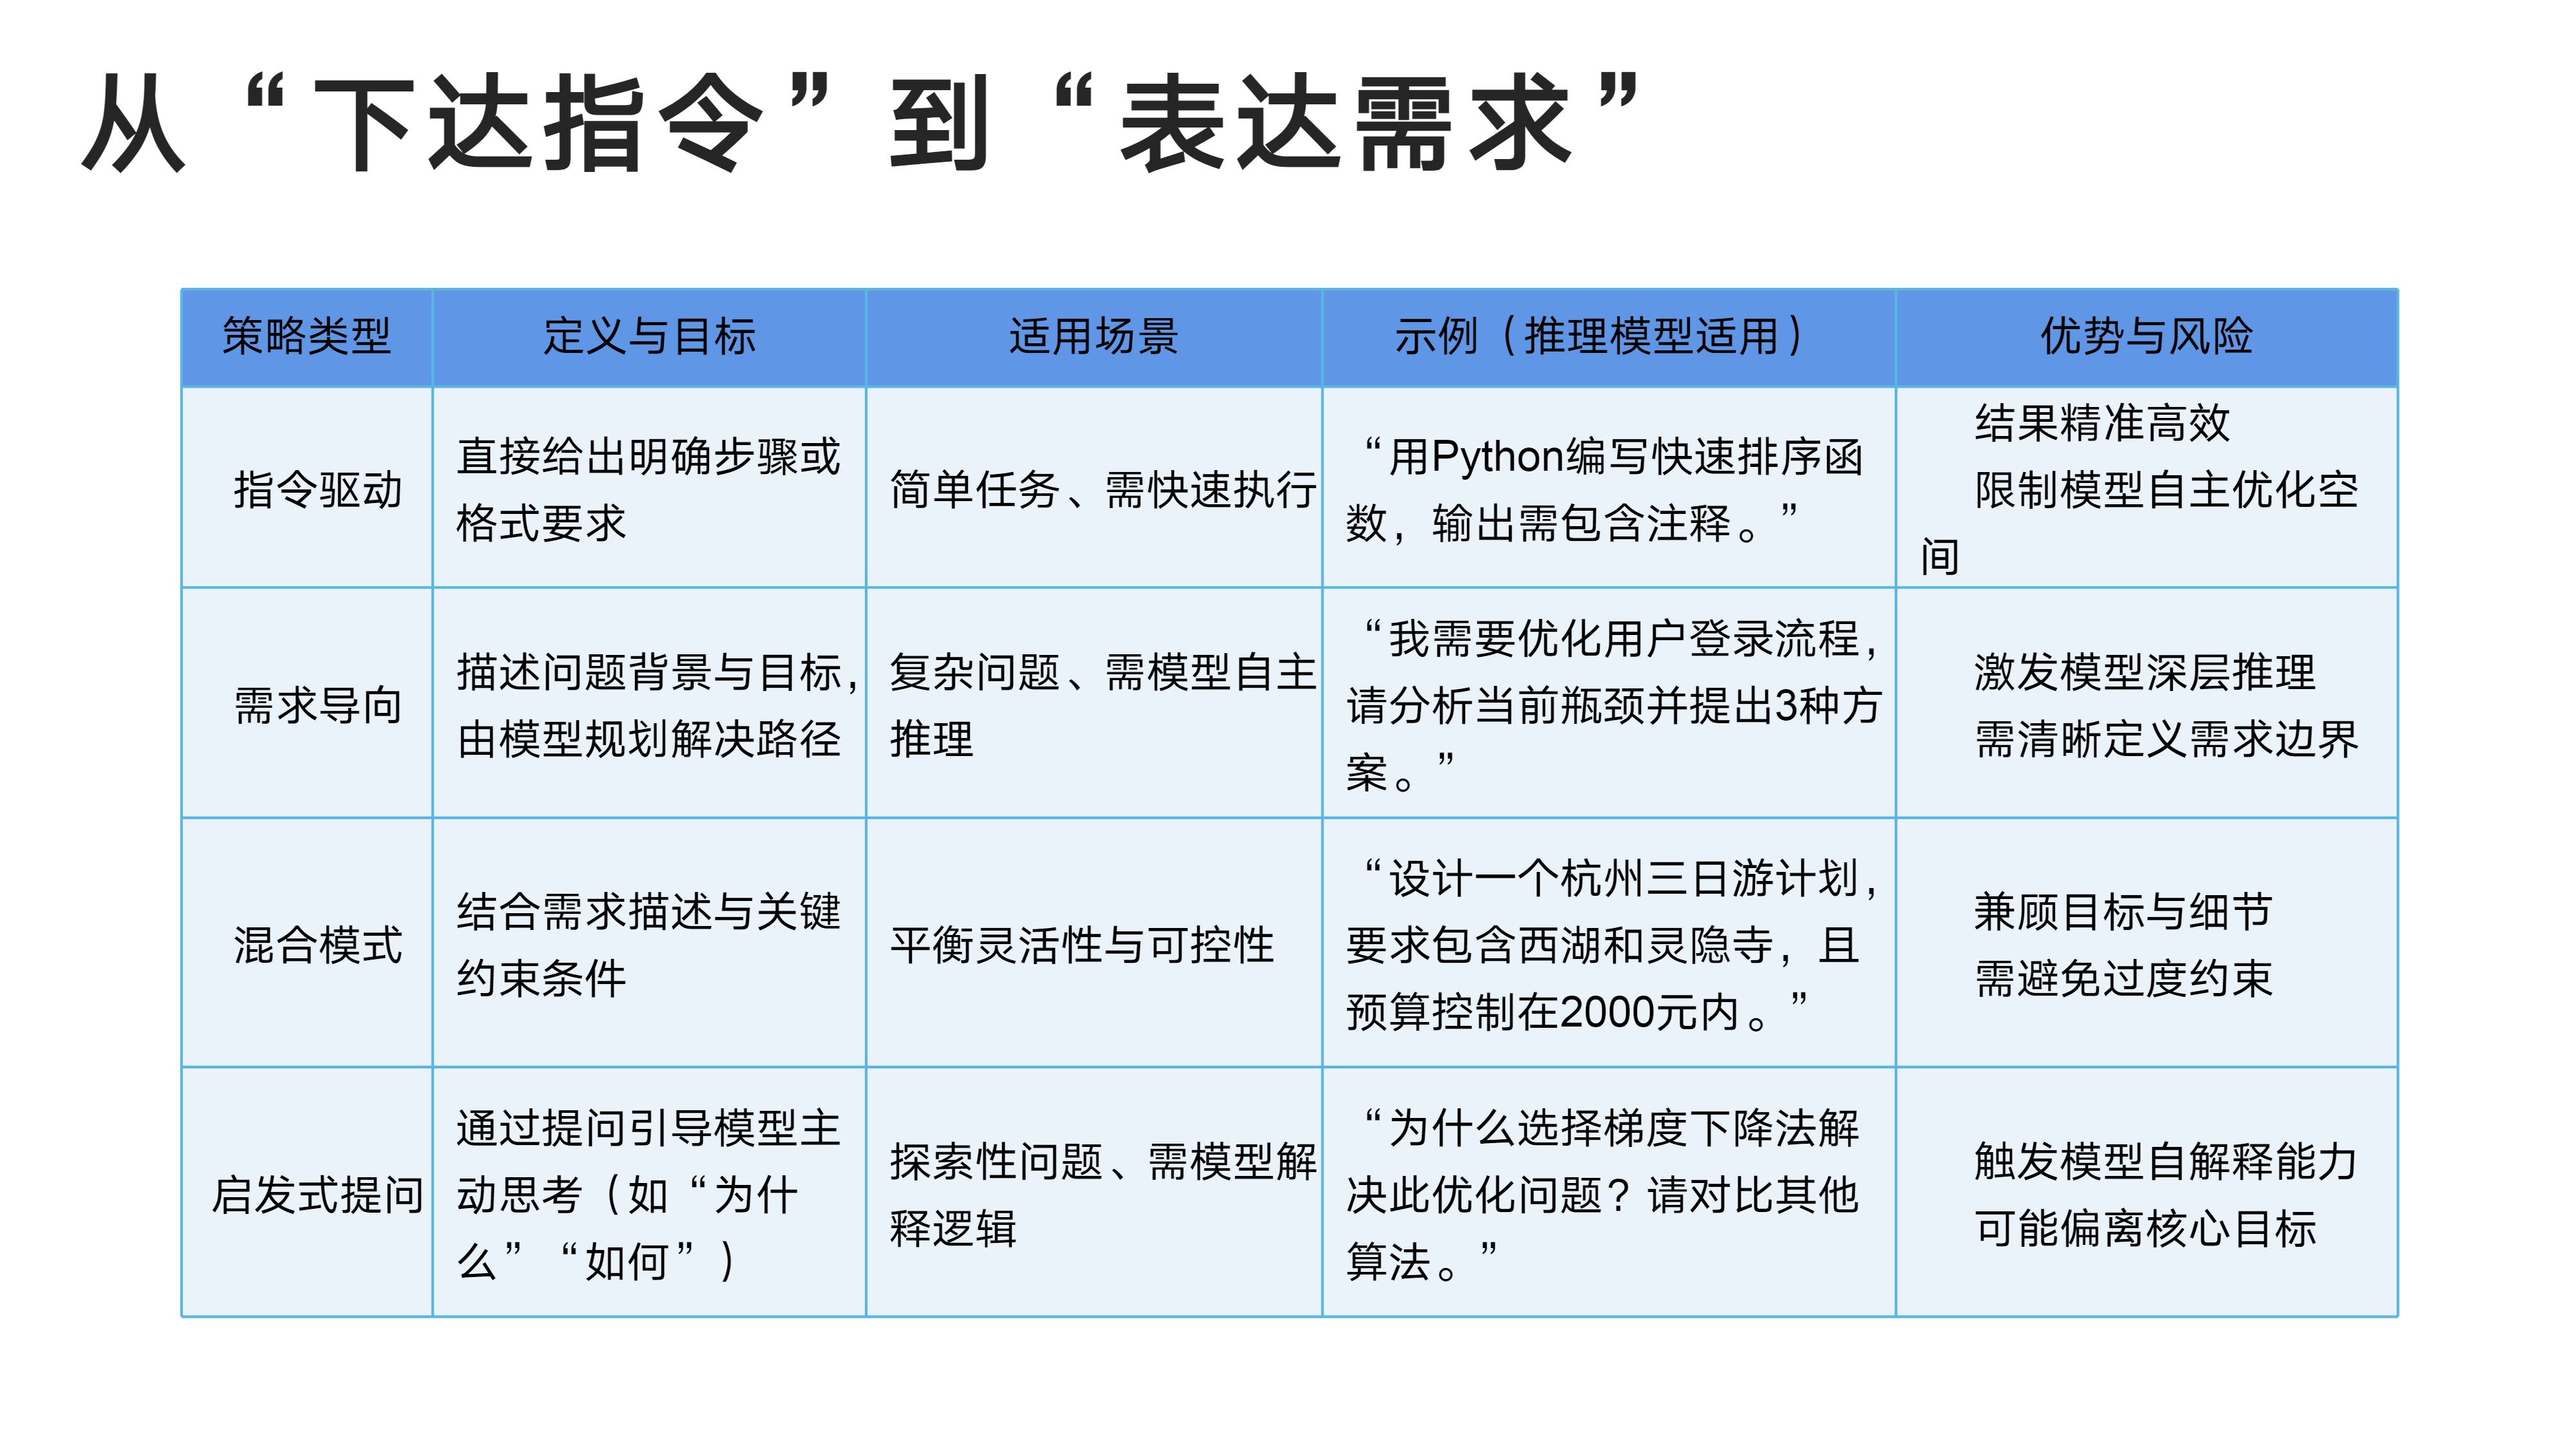 从“下达指令”到“表达需求”
策略类型
定义与目标
适用场景
示例（推理模型适用）
优势与风险
指令驱动
直接给出明确步骤或
格式要求
简单任务、需快速执行
“用Python编写快速排序函
数，输出需包含注释。”
结果精准高效
限制模型自主优化空
间
需求导向
描述问题背景与目标，
由模型规划解决路径
复杂问题、需模型自主
推理
“我需要优化用户登录流程，
请分析当前瓶颈并提出3种方
案。”
激发模型深层推理
需清晰定义需求边界
混合模式
结合需求描述与关键
约束条件
平衡灵活性与可控性
“设计一个杭州三日游计划，
要求包含西湖和灵隐寺，且
预算控制在2000元内。”
兼顾目标与细节
需避免过度约束
启发式提问
通过提问引导模型主
动思考（如“为什
么”“如何”）
探索性问题、需模型解
释逻辑
“为什么选择梯度下降法解
决此优化问题？请对比其他
算法。”
触发模型自解释能力
可能偏离核心目标